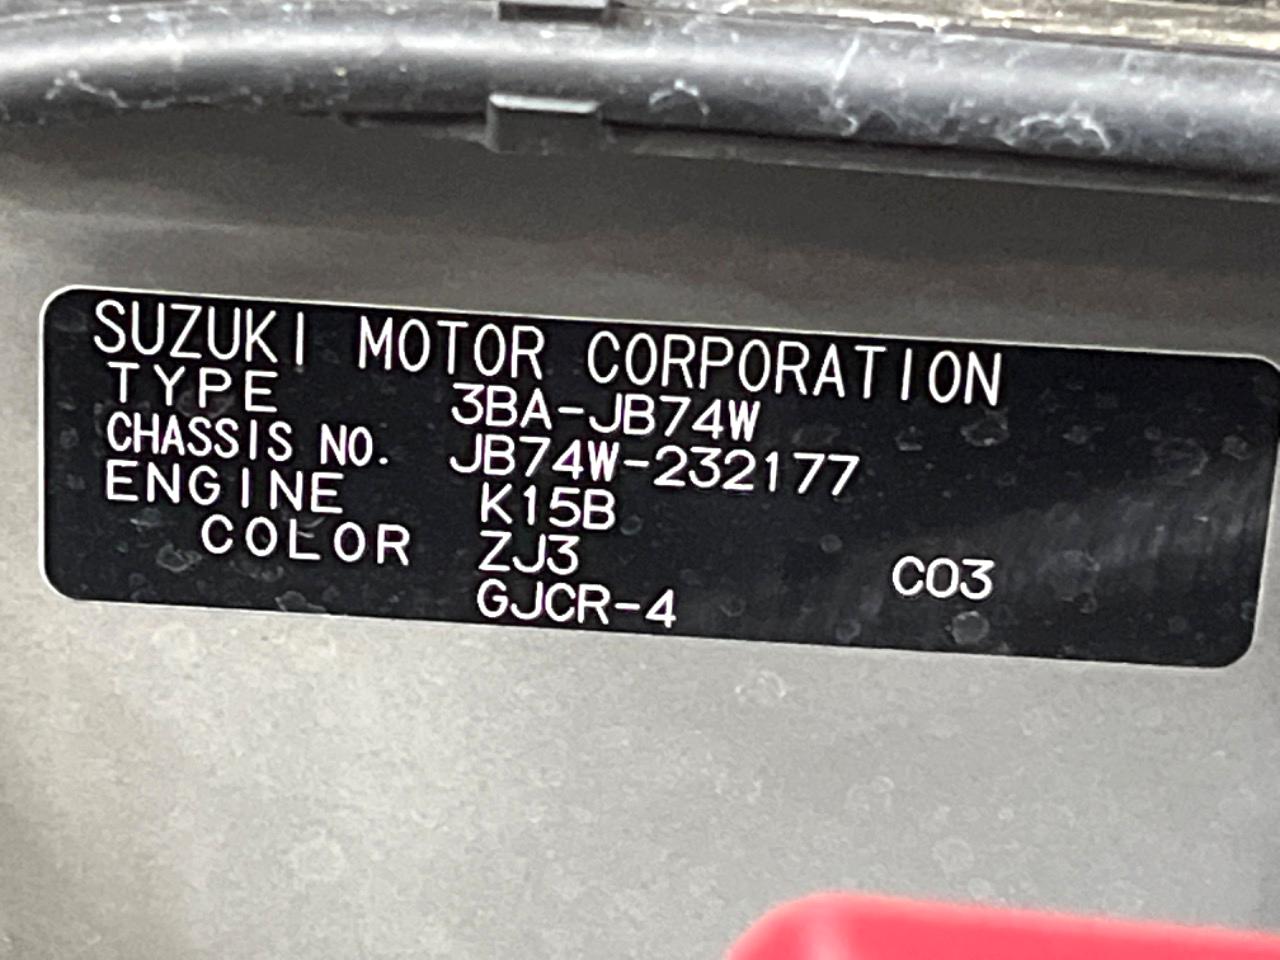 SUZUKI MOTOR CORPORATION
TYPE 3BA-JB74W
CHASSIS NO. JB74W-232177
ENGINE K15B
COLOR ZJ3 C03
GJCR-4